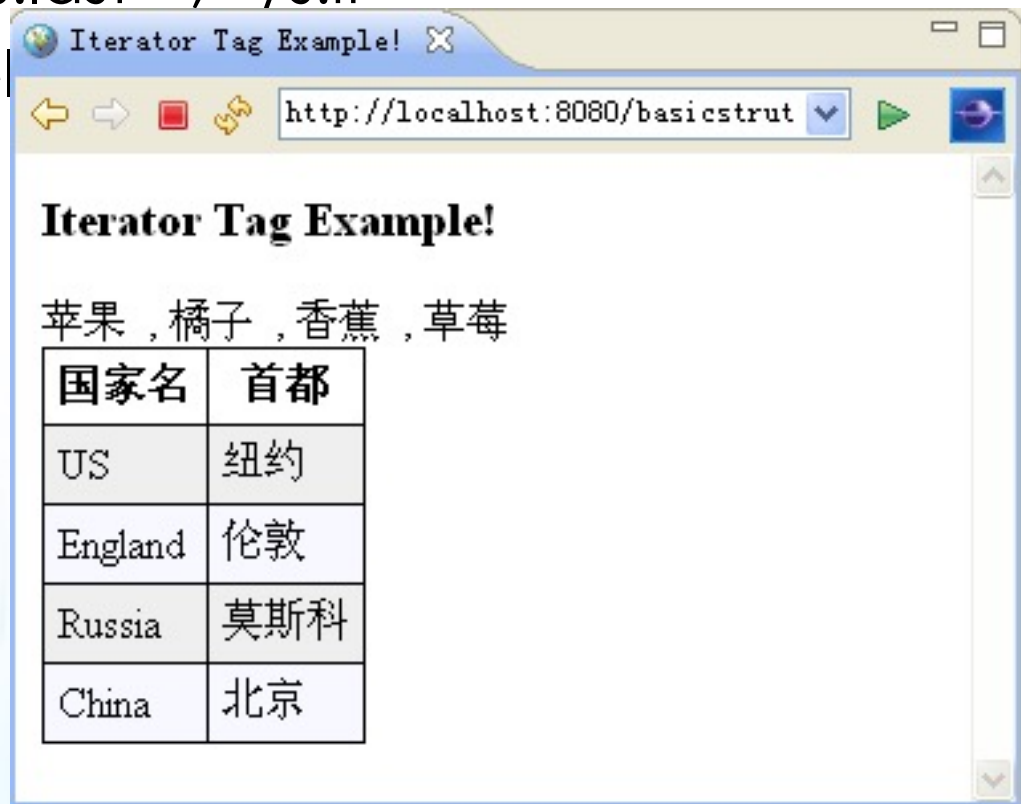 Iterator Tag Example!
http://localhost:8080/basicstrut
Iterator Tag Example!
苹果 , 橘子 , 香蕉 , 草莓
国家名 首都
US 纽约
England 伦敦
Russia 莫斯科
China 北京